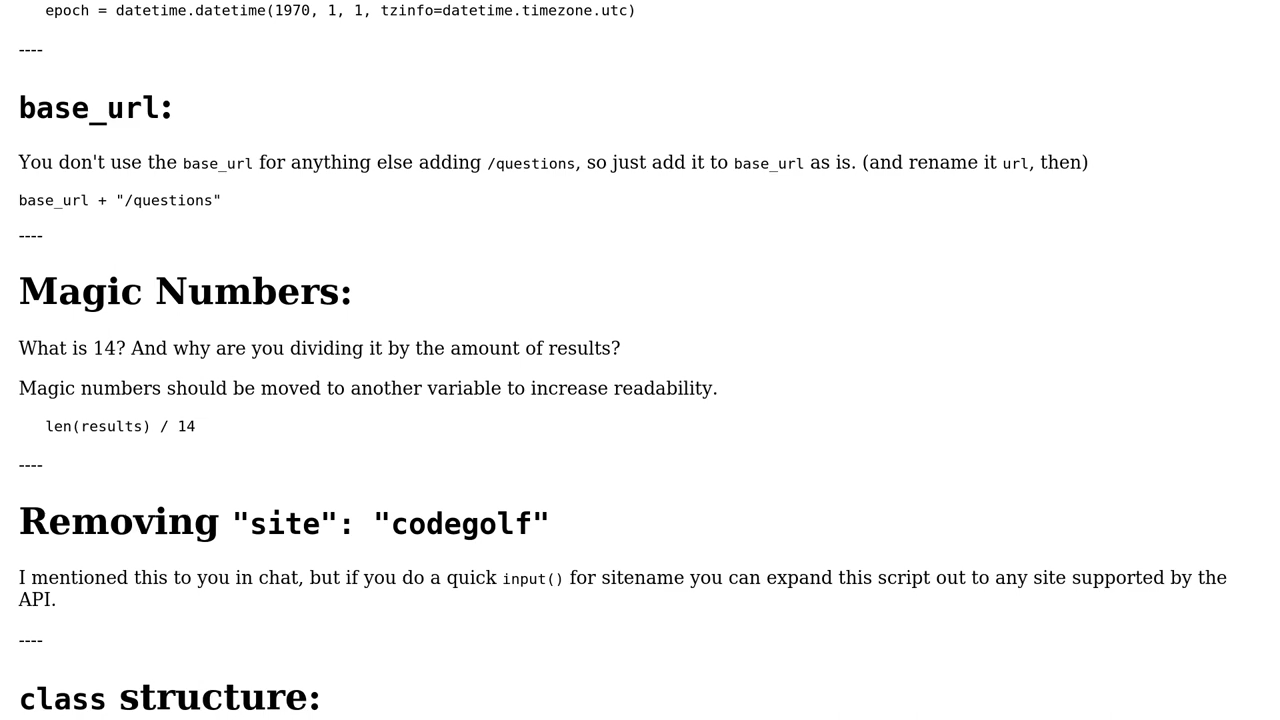 epoch = datetime.datetime(1970, 1, 1, tzinfo=datetime.timezone.utc)
----
base_url:
You don't use the base_url for anything else adding /questions, so just add it to base_url as is. (and rename it url, then)
base_url + "/questions"
----
Magic Numbers:
What is 14? And why are you dividing it by the amount of results?
Magic numbers should be moved to another variable to increase readability.
len(results) / 14
----
Removing "site": "codegolf"
I mentioned this to you in chat, but if you do a quick input() for sitename you can expand this script out to any site supported by the
API.
----
class structure: